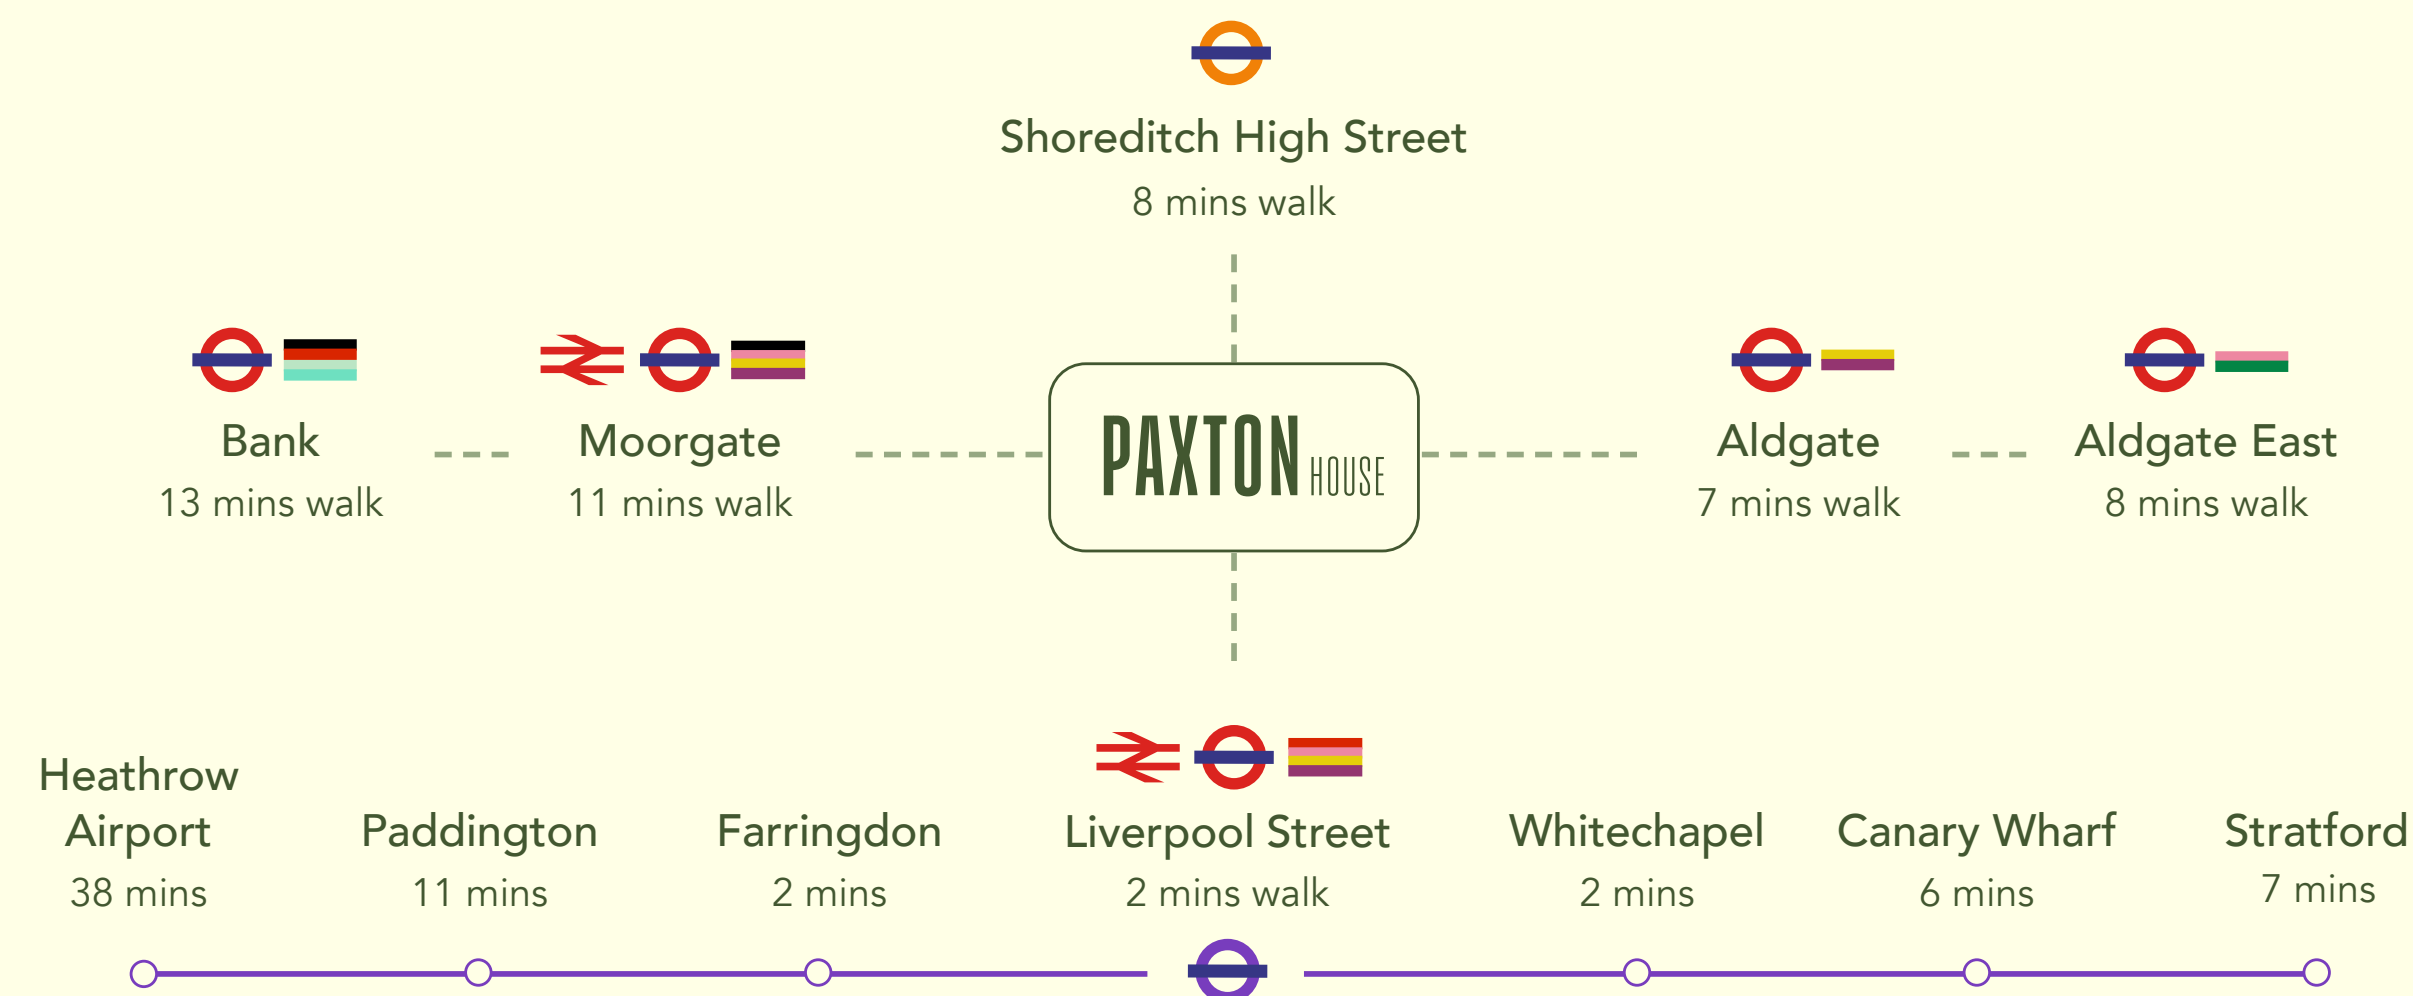 Shoreditch High Street
8 mins walk
Bank
13 mins walk
Moorgate
11 mins walk
PAXTON HOUSE
Aldgate
7 mins walk
Aldgate East
8 mins walk
Heathrow
Airport
38 mins
Paddington
11 mins
Farringdon
2 mins
Liverpool Street
2 mins walk
Whitechapel
2 mins
Canary Wharf
6 mins
Stratford
7 mins